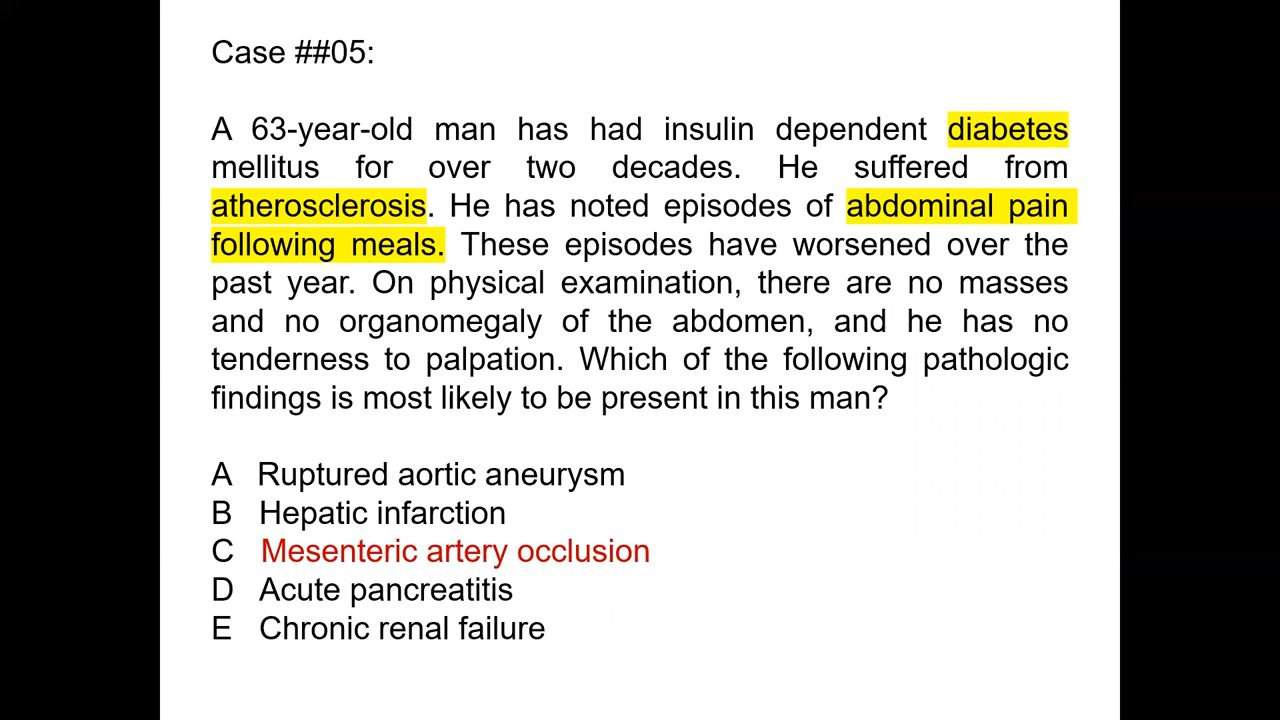 Case ##05:
A 63-year-old man has had insulin dependent diabetes
mellitus for over two decades. He suffered from
atherosclerosis. He has noted episodes of abdominal pain
following meals. These episodes have worsened over the
past year. On physical examination, there are no masses
and no organomegaly of the abdomen, and he has no
tenderness to palpation. Which of the following pathologic
findings is most likely to be present in this man?
A Ruptured aortic aneurysm
B Hepatic infarction
C Mesenteric artery occlusion
D Acute pancreatitis
E Chronic renal failure